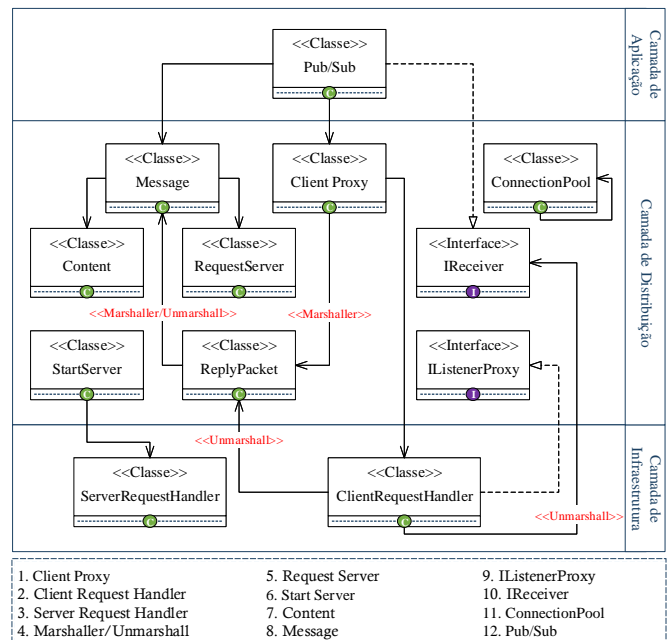 <<Classe>>
Pub/Sub
C
Camada de
Aplicação
<<Classe>>
Message
C
<<Classe>>
Client Proxy
C
<<Classe>>
ConnectionPool
C
<<Classe>>
Content
C
<<Classe>>
RequestServer
C
<<Interface>>
IReceiver
I
Camada de Distribuição
<<Marshaller/Unmarshall>>
<<Marshaller>>
<<Classe>>
StartServer
C
<<Classe>>
ReplyPacket
C
<<Interface>>
IListenerProxy
I
<<Unmarshall>>
<<Classe>>
ServerRequestHandler
C
<<Classe>>
ClientRequestHandler
C
<<Unmarshall>>
Camada de
Infraestrutura
1. Client Proxy
2. Client Request Handler
3. Server Request Handler
4. Marshaller/Unmarshall
5. Request Server
6. Start Server
7. Content
8. Message
9. IListenerProxy
10. IReceiver
11. ConnectionPool
12. Pub/Sub